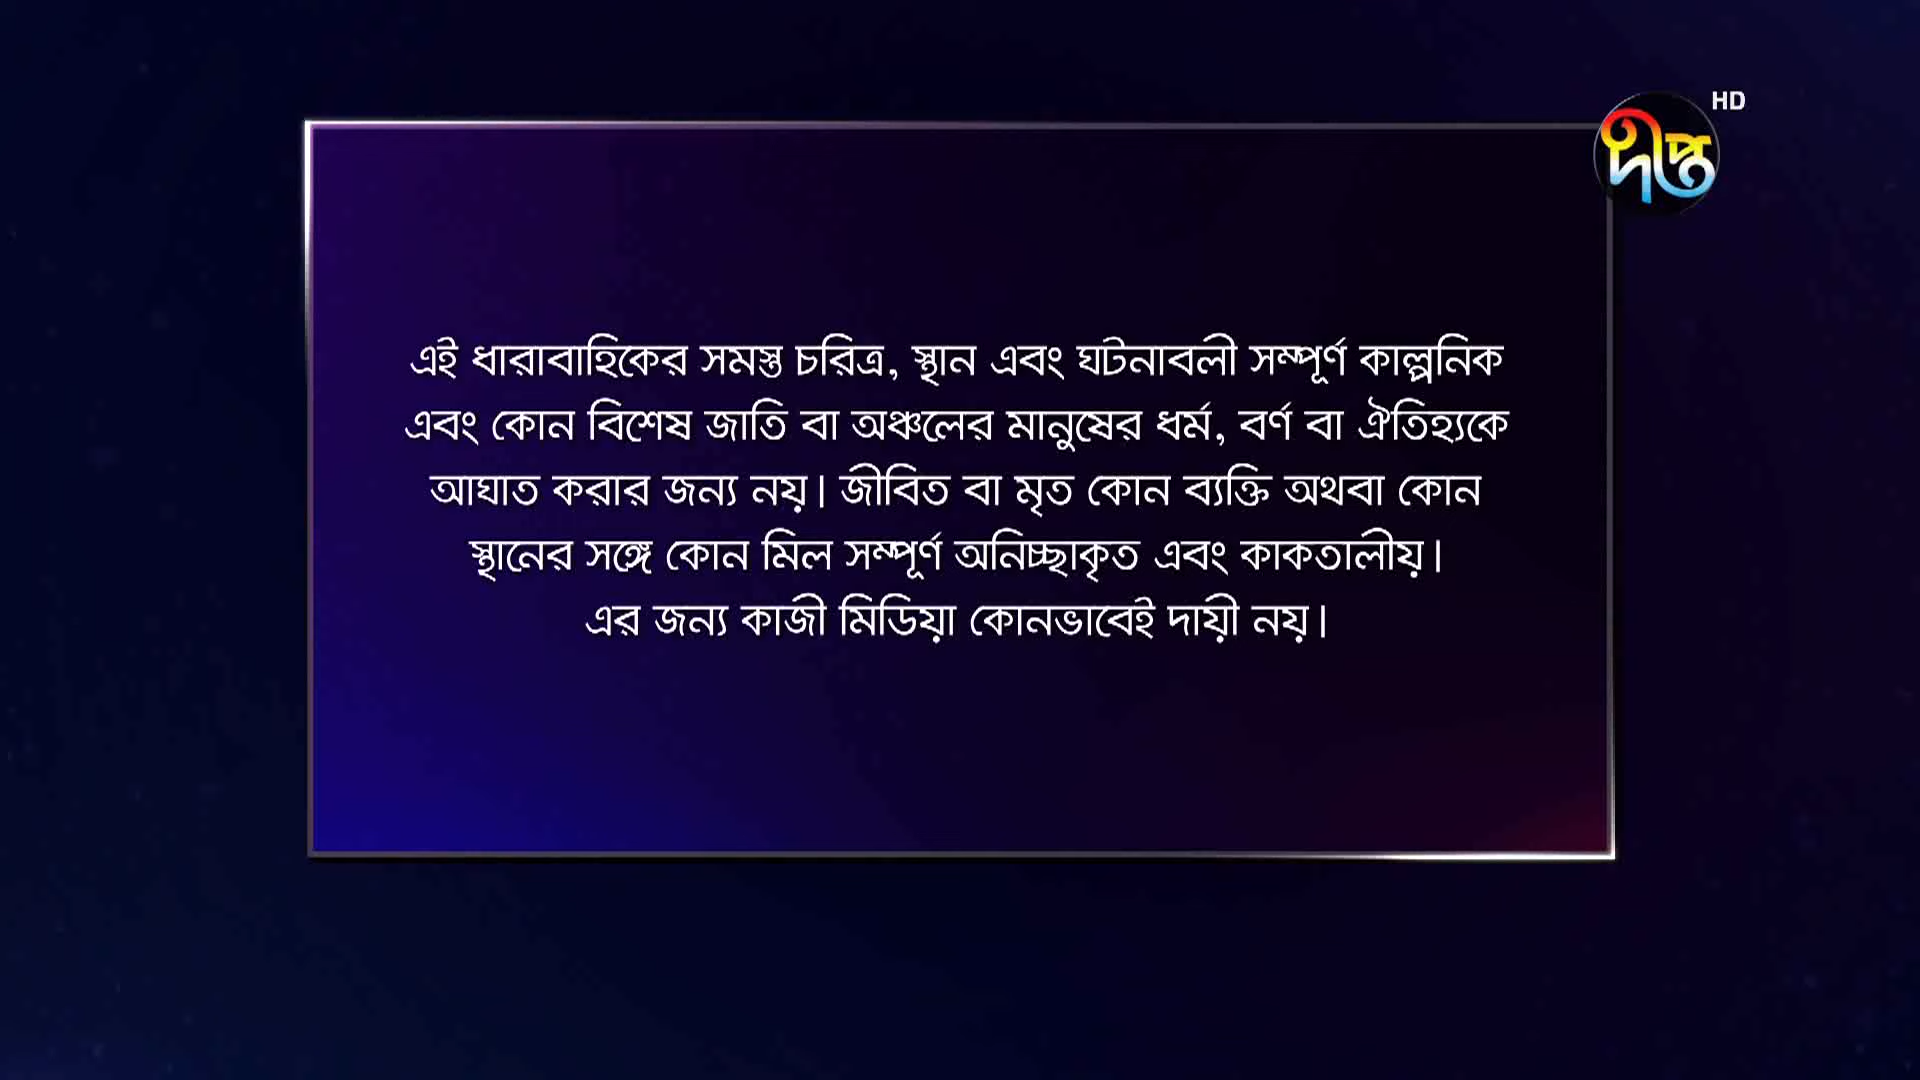 HD
দীপ্ত
এই ধারাবাহিকের সমস্ত চরিত্র, স্থান এবং ঘটনাবলী সম্পূর্ণ কাল্পনিক
এবং কোন বিশেষ জাতি বা অঞ্চলের মানুষের ধর্ম, বর্ণ বা ঐতিহ্যকে
আঘাত করার জন্য নয়। জীবিত বা মৃত কোন ব্যক্তি অথবা কোন
স্থানের সঙ্গে কোন মিল সম্পূর্ণ অনিচ্ছাকৃত এবং কাকতালীয়।
এর জন্য কাজী মিডিয়া কোনভাবেই দায়ী নয়।